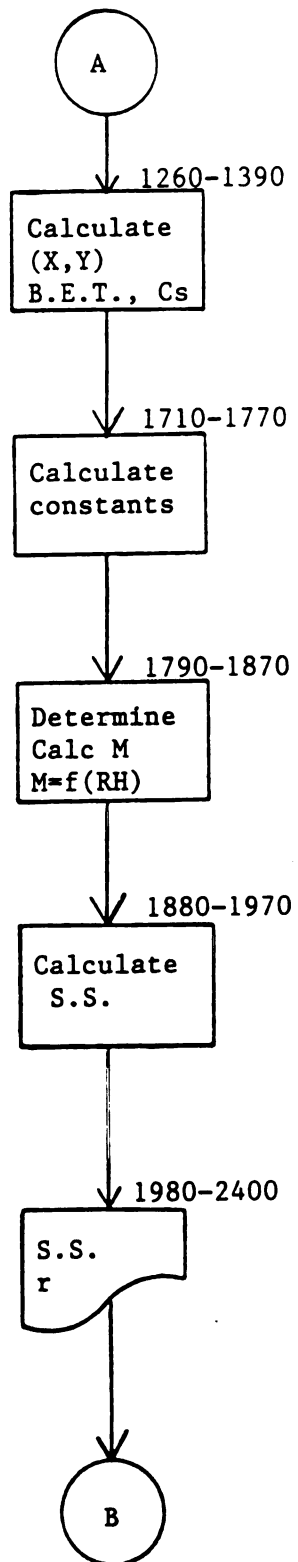 A
1260-1390
Calculate
(X,Y)
B.E.T., Cs
1710-1770
Calculate
constants
1790-1870
Determine
Calc M
M=f(RH)
1880-1970
Calculate
S.S.
1980-2400
S.S.
r
B